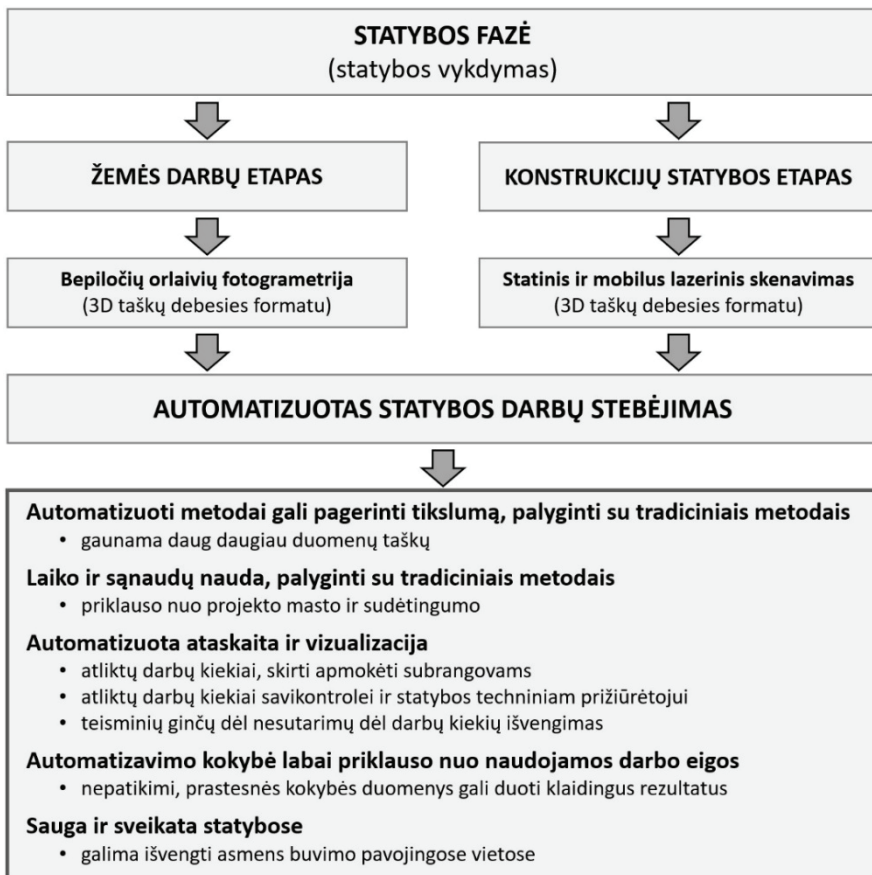 STATYBOS FAZĖ
(statybos vykdymas)
ŽEMĖS DARBŲ ETAPAS
KONSTRUKCIJŲ STATYBOS ETAPAS
Bepiločių orlaivių fotogrametrija
(3D taškų debesies formatu)
Statinis ir mobilus lazerinis skenavimas
(3D taškų debesies formatu)
AUTOMATIZUOTAS STATYBOS DARBŲ STEBĖJIMAS
Automatizuoti metodai gali pagerinti tikslumą, palyginti su tradiciniais metodais
• gaunama daug daugiau duomenų taškų
Laiko ir sąnaudų nauda, palyginti su tradiciniais metodais
• priklauso nuo projekto masto ir sudėtingumo
Automatizuota ataskaita ir vizualizacija
• atliktų darbų kiekiai, skirti apmokėti subrangovams
• atliktų darbų kiekiai savikontrolei ir statybos techniniam prižiūrėtojui
• teisminių ginčų dėl nesutarimų dėl darbų kiekių išvengimas
Automatizavimo kokybė labai priklauso nuo naudojamos darbo eigos
• nepatikimi, prastesnės kokybės duomenys gali duoti klaidingus rezultatus
Sauga ir sveikata statybose
• galima išvengti asmens buvimo pavojingose vietose